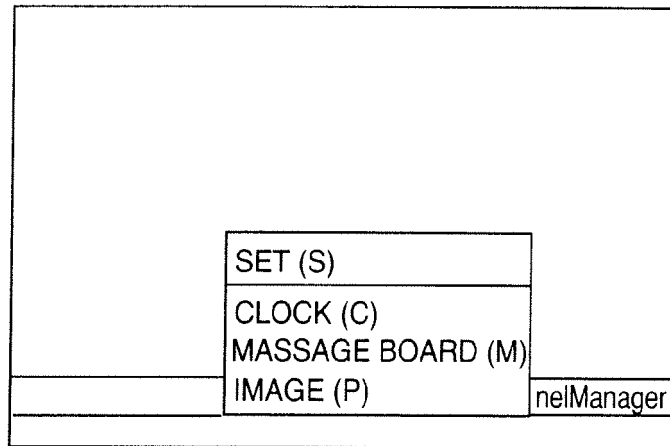 SET (S)
CLOCK (C)
MASSAGE BOARD (M)
IMAGE (P)
nelManager